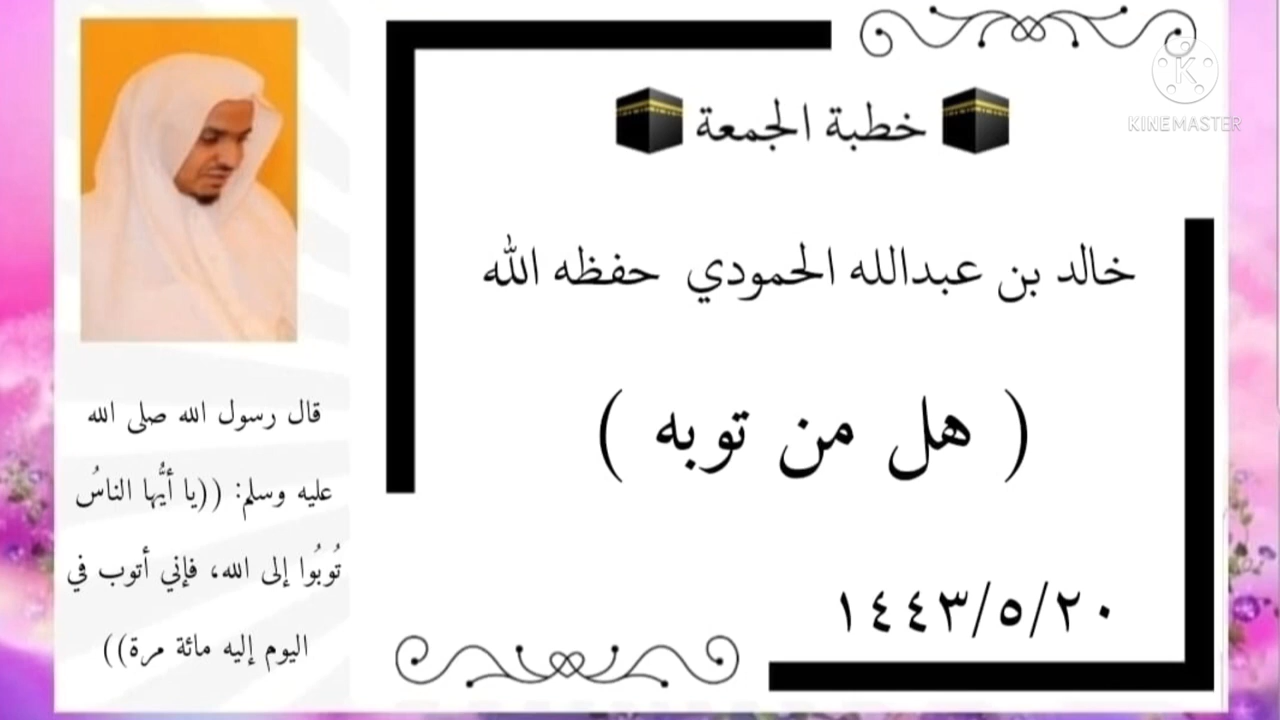 خطبة الجمعة
خالد بن عبدالله الحمودي حفظه الله
( هل من توبه )
١٤٤٣/٥/٢٠
قال رسول الله صلى الله
عليه وسلم: ((يا أيُّها الناسُ
تُوبُوا إلى الله، فإني أتوب في
اليوم إليه مائة مرة))
K
KINEMASTER